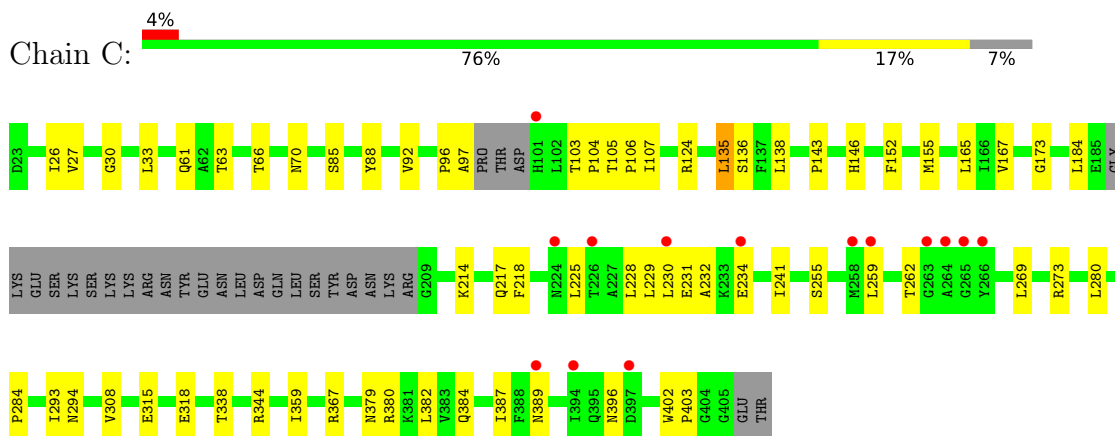 4%
Chain C:
76% 17% 7%
D23 I26 V27 G30 L33 Q61 A62 T63 T66 N70 S85 Y88 V92 P96 A97 PRO THR ASP H101 L102 T103 P104 T105 P106 I107 R124 L135 S136 F137 L138 P143 H146 F152 M155 L165 I166 V167 G173 L184 E185 GLY
LYS GLU SER LYS SER LYS LYS ARG ASN TYR GLU ASN LEU ASP GLN LEU SER TYR ASP ASN LYS ARG G209 K214 Q217 F218 N224 L225 T226 A227 L228 L229 L230 E231 A232 K233 E234 I241 S255 M258 L259 T262 G263 A264 G265 Y266 L269 R273 L280
P284 I293 N294 V308 E315 E318 T338 R344 I359 R367 N379 R380 K381 L382 V383 Q384 I387 F388 N389 I394 Q395 N396 D397 W402 P403 G404 G405 GLU THR